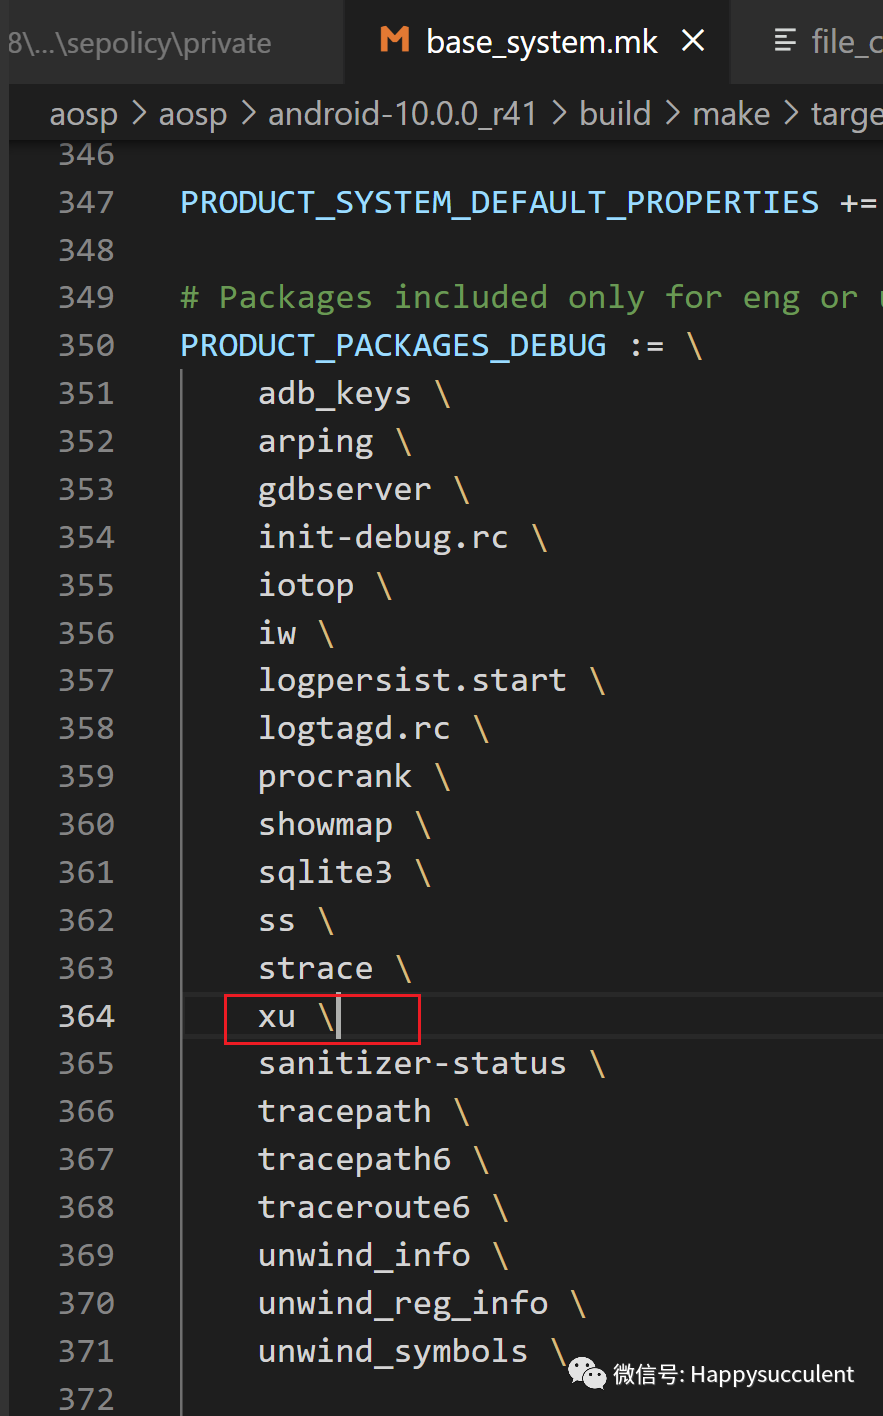 8\...\sepolicy\private
base_system.mk
file_c
aosp > aosp > android-10.0.0_r41 > build > make > targe
346
347 PRODUCT_SYSTEM_DEFAULT_PROPERTIES +=
348
349 # Packages included only for eng or u
350 PRODUCT_PACKAGES_DEBUG := \
351 adb_keys \
352 arping \
353 gdbserver \
354 init-debug.rc \
355 iotop \
356 iw \
357 logpersist.start \
358 logtagd.rc \
359 procrank \
360 showmap \
361 sqlite3 \
362 ss \
363 strace \
364 xu \
365 sanitizer-status \
366 tracepath \
367 tracepath6 \
368 traceroute6 \
369 unwind_info \
370 unwind_reg_info \
371 unwind_symbols \
微信号: Happysucculent
372